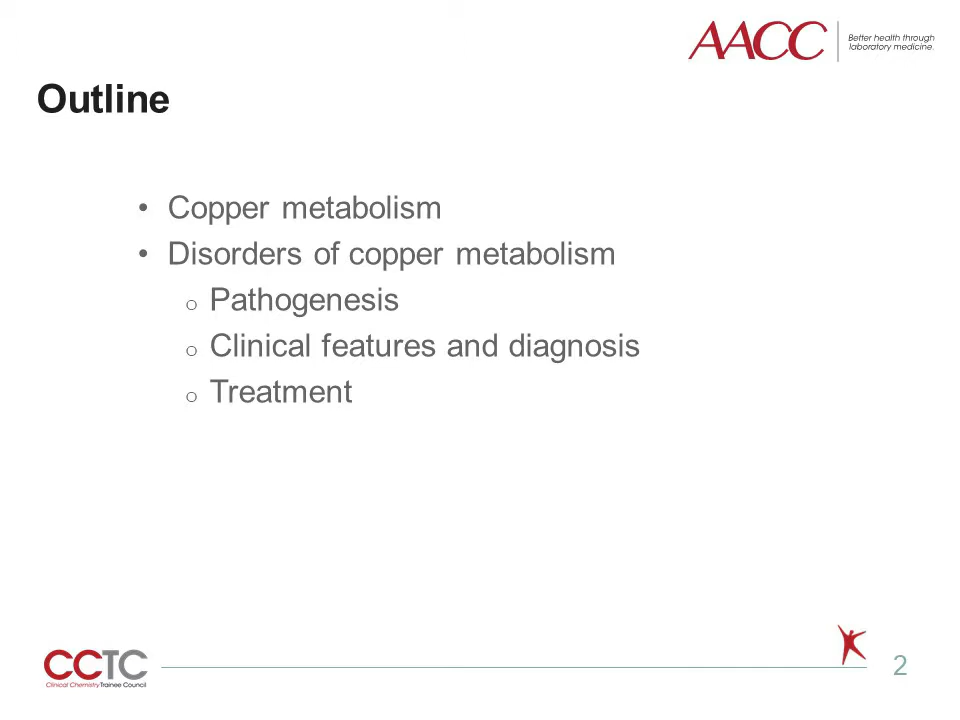 AACC
Better health through
laboratory medicine.
Outline
• Copper metabolism
• Disorders of copper metabolism
o Pathogenesis
o Clinical features and diagnosis
o Treatment
CCTC
Clinical Chemistry Trainee Council
2